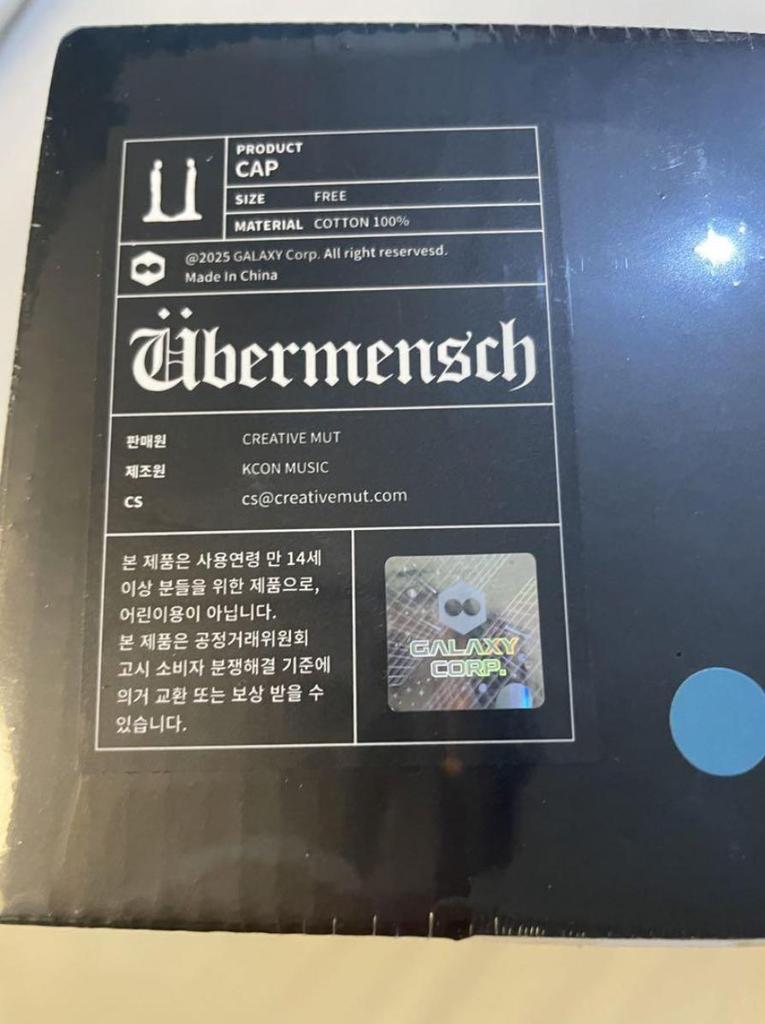 Ü
PRODUCT
CAP
SIZE FREE
MATERIAL COTTON 100%
@2025 GALAXY Corp. All right reservesd.
Made In China
Übermensch
판매원 CREATIVE MUT
제조원 KCON MUSIC
CS cs@creativemut.com
본 제품은 사용연령 만 14세
이상 분들을 위한 제품으로,
어린이용이 아닙니다.
본 제품은 공정거래위원회
고시 소비자 분쟁해결 기준에
의거 교환 또는 보상 받을 수
있습니다.
GALAXY
CORP.